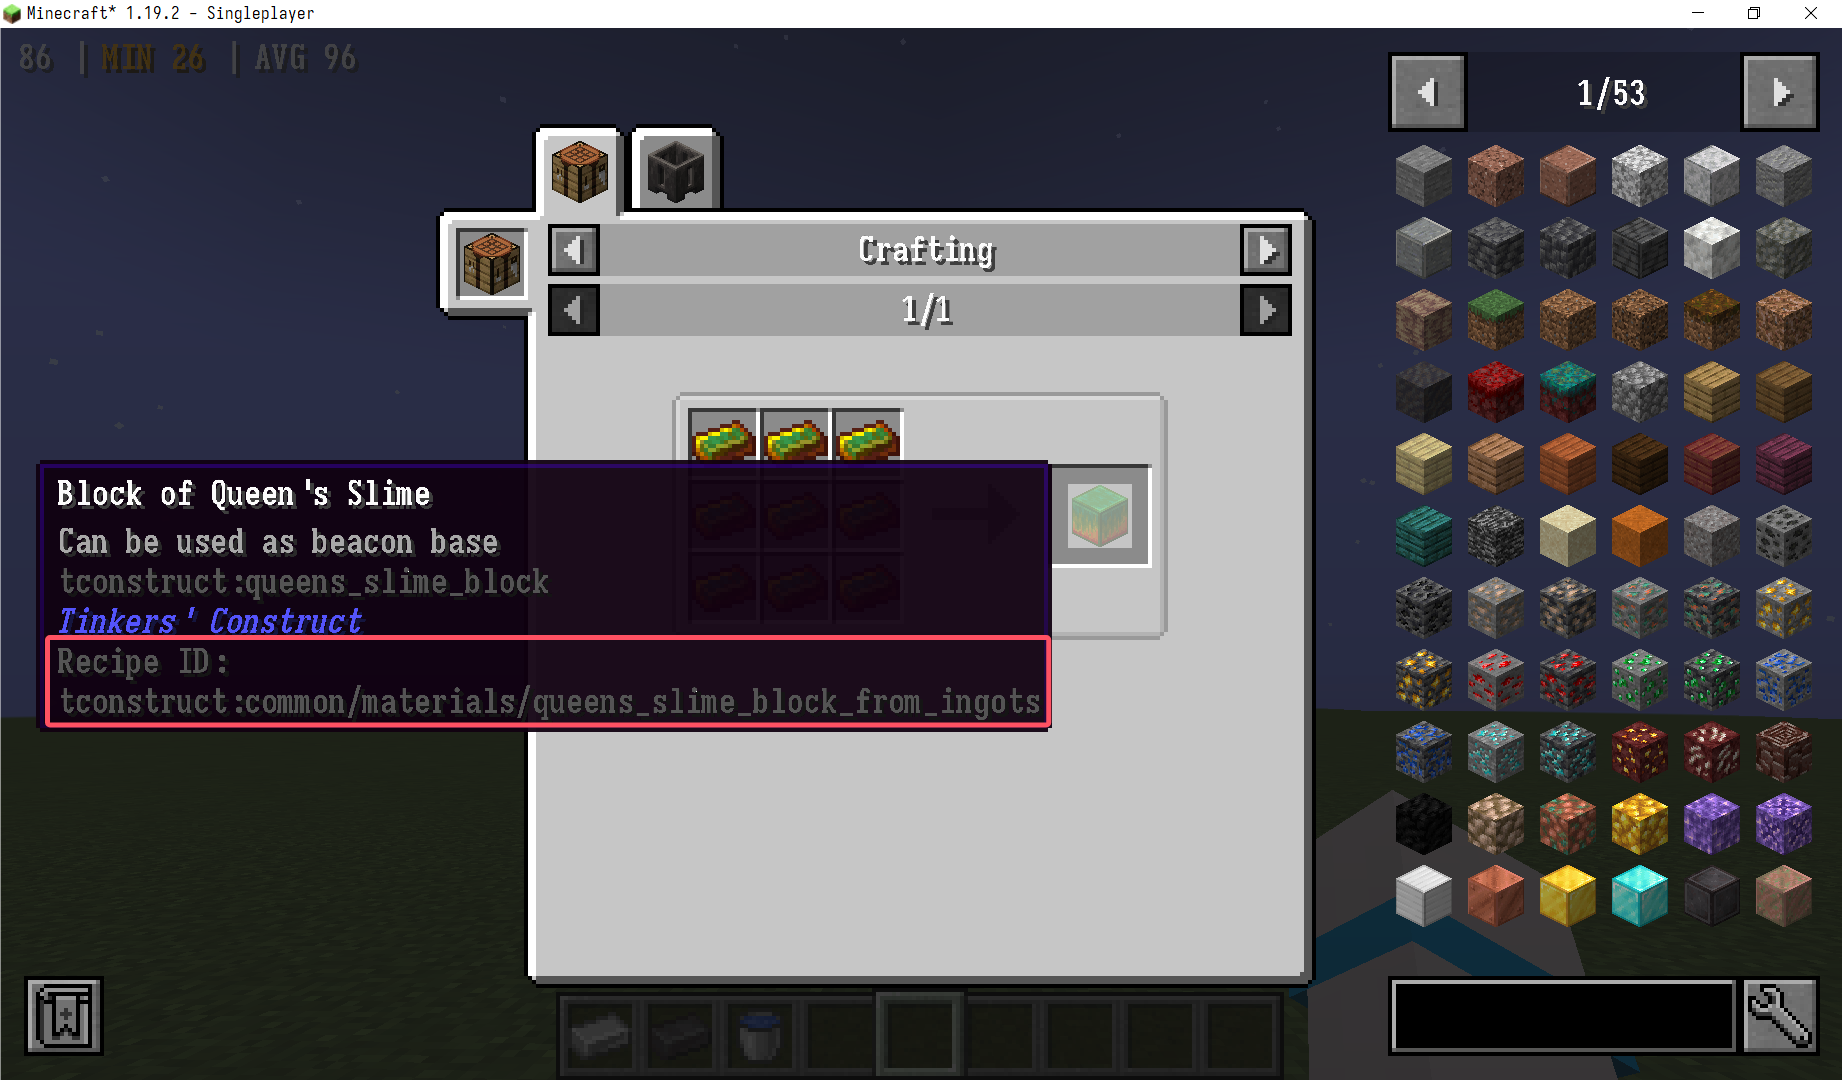 Minecraft* 1.19.2 - Singleplayer
86 | MIN 26 | AVG 96
1/53
Crafting
1/1
Block of Queen's Slime
Can be used as beacon base
tconstruct:queens_slime_block
Tinkers' Construct
Recipe ID:
tconstruct:common/materials/queens_slime_block_from_ingots